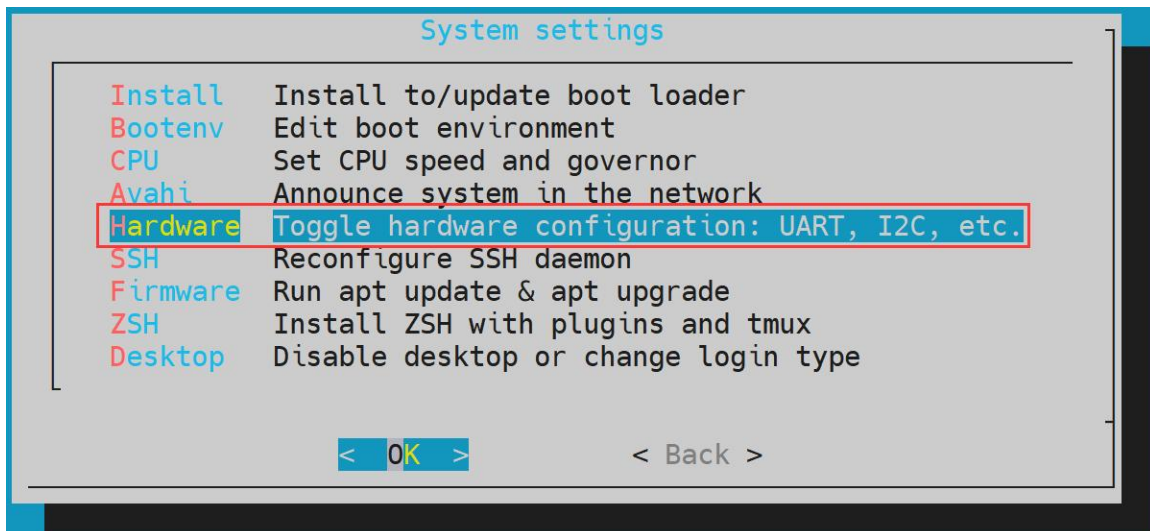 System settings
Install Install to/update boot loader
Bootenv Edit boot environment
CPU Set CPU speed and governor
Avahi Announce system in the network
Hardware Toggle hardware configuration: UART, I2C, etc.
SSH Reconfigure SSH daemon
Firmware Run apt update & apt upgrade
ZSH Install ZSH with plugins and tmux
Desktop Disable desktop or change login type
< OK > < Back >